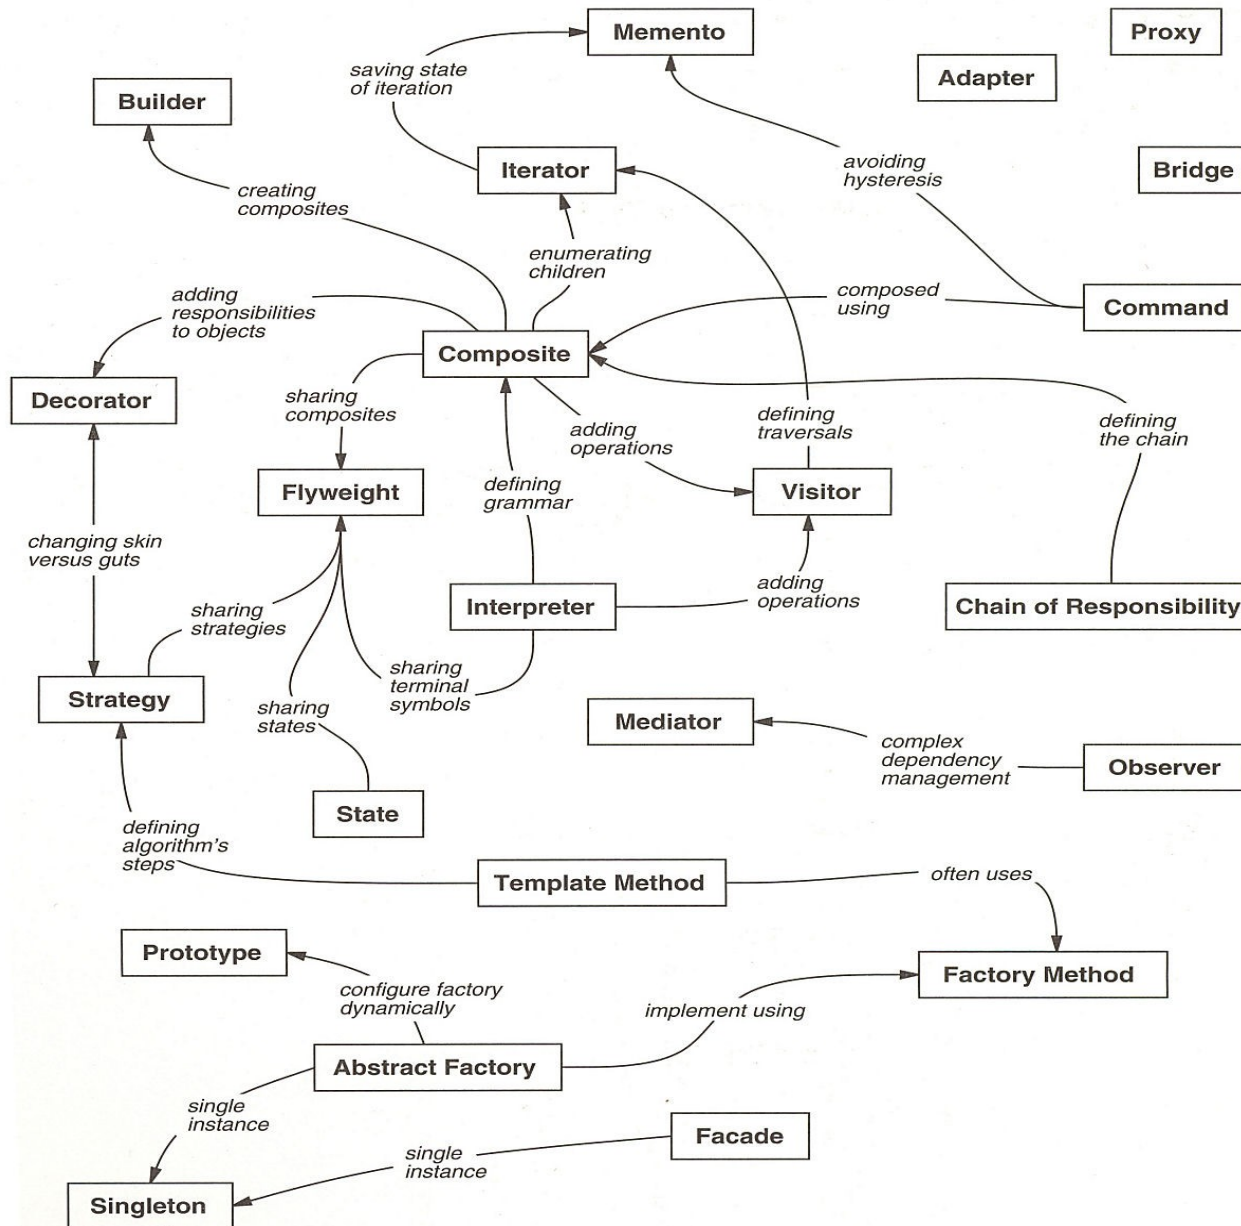 Memento
Proxy
saving state
of iteration
Adapter
Builder
avoiding
hysteresis
Iterator
Bridge
creating
composites
enumerating
children
adding
responsibilities
to objects
composed
using
Command
Composite
Decorator
sharing
composites
adding
operations
defining
traversals
defining
the chain
Flyweight
defining
grammar
Visitor
changing skin
versus guts
sharing
strategies
Interpreter
adding
operations
Chain of Responsibility
Strategy
sharing
states
sharing
terminal
symbols
Mediator
complex
dependency
management
Observer
State
defining
algorithm's
steps
Template Method
often uses
Prototype
Factory Method
configure factory
dynamically
implement using
Abstract Factory
single
instance
Facade
single
instance
Singleton